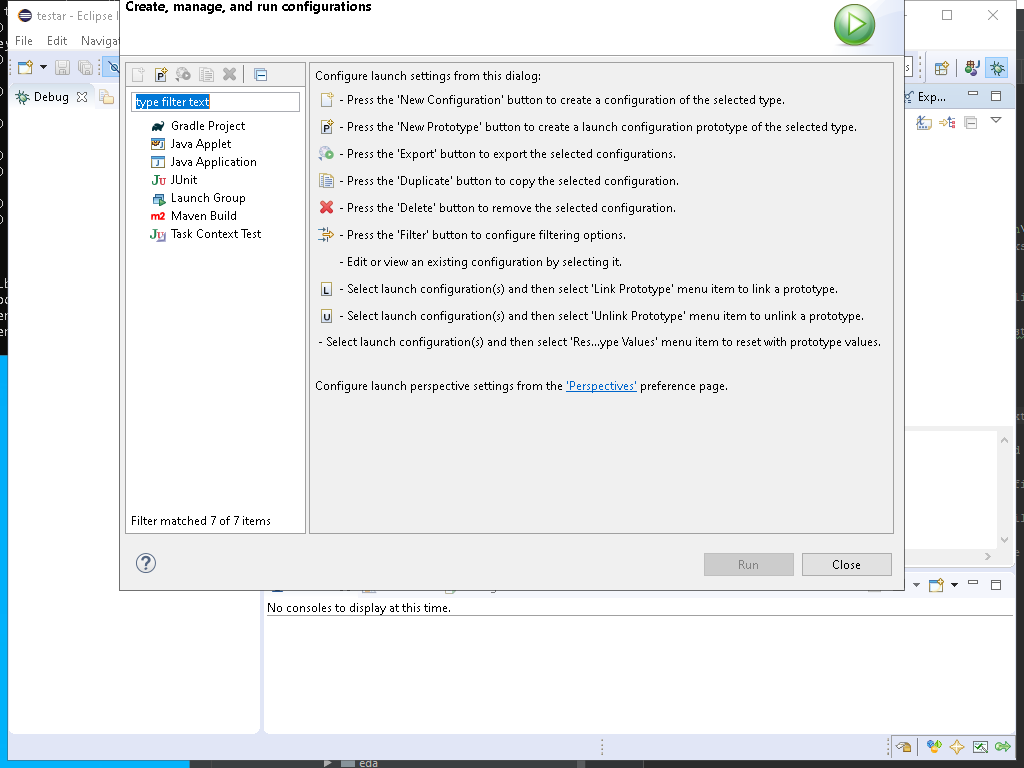 Create, manage, and run configurations
testar - Eclipse I
File Edit Navigat
Debug
Exp...
type filter text
Gradle Project
Java Applet
Java Application
JUnit
Launch Group
Maven Build
Task Context Test
Filter matched 7 of 7 items
Configure launch settings from this dialog:
- Press the 'New Configuration' button to create a configuration of the selected type.
- Press the 'New Prototype' button to create a launch configuration prototype of the selected type.
- Press the 'Export' button to export the selected configurations.
- Press the 'Duplicate' button to copy the selected configuration.
- Press the 'Delete' button to remove the selected configuration.
- Press the 'Filter' button to configure filtering options.
- Edit or view an existing configuration by selecting it.
- Select launch configuration(s) and then select 'Link Prototype' menu item to link a prototype.
- Select launch configuration(s) and then select 'Unlink Prototype' menu item to unlink a prototype.
- Select launch configuration(s) and then select 'Res...ype Values' menu item to reset with prototype values.
Configure launch perspective settings from the 'Perspectives' preference page.
Run
Close
No consoles to display at this time.
eda